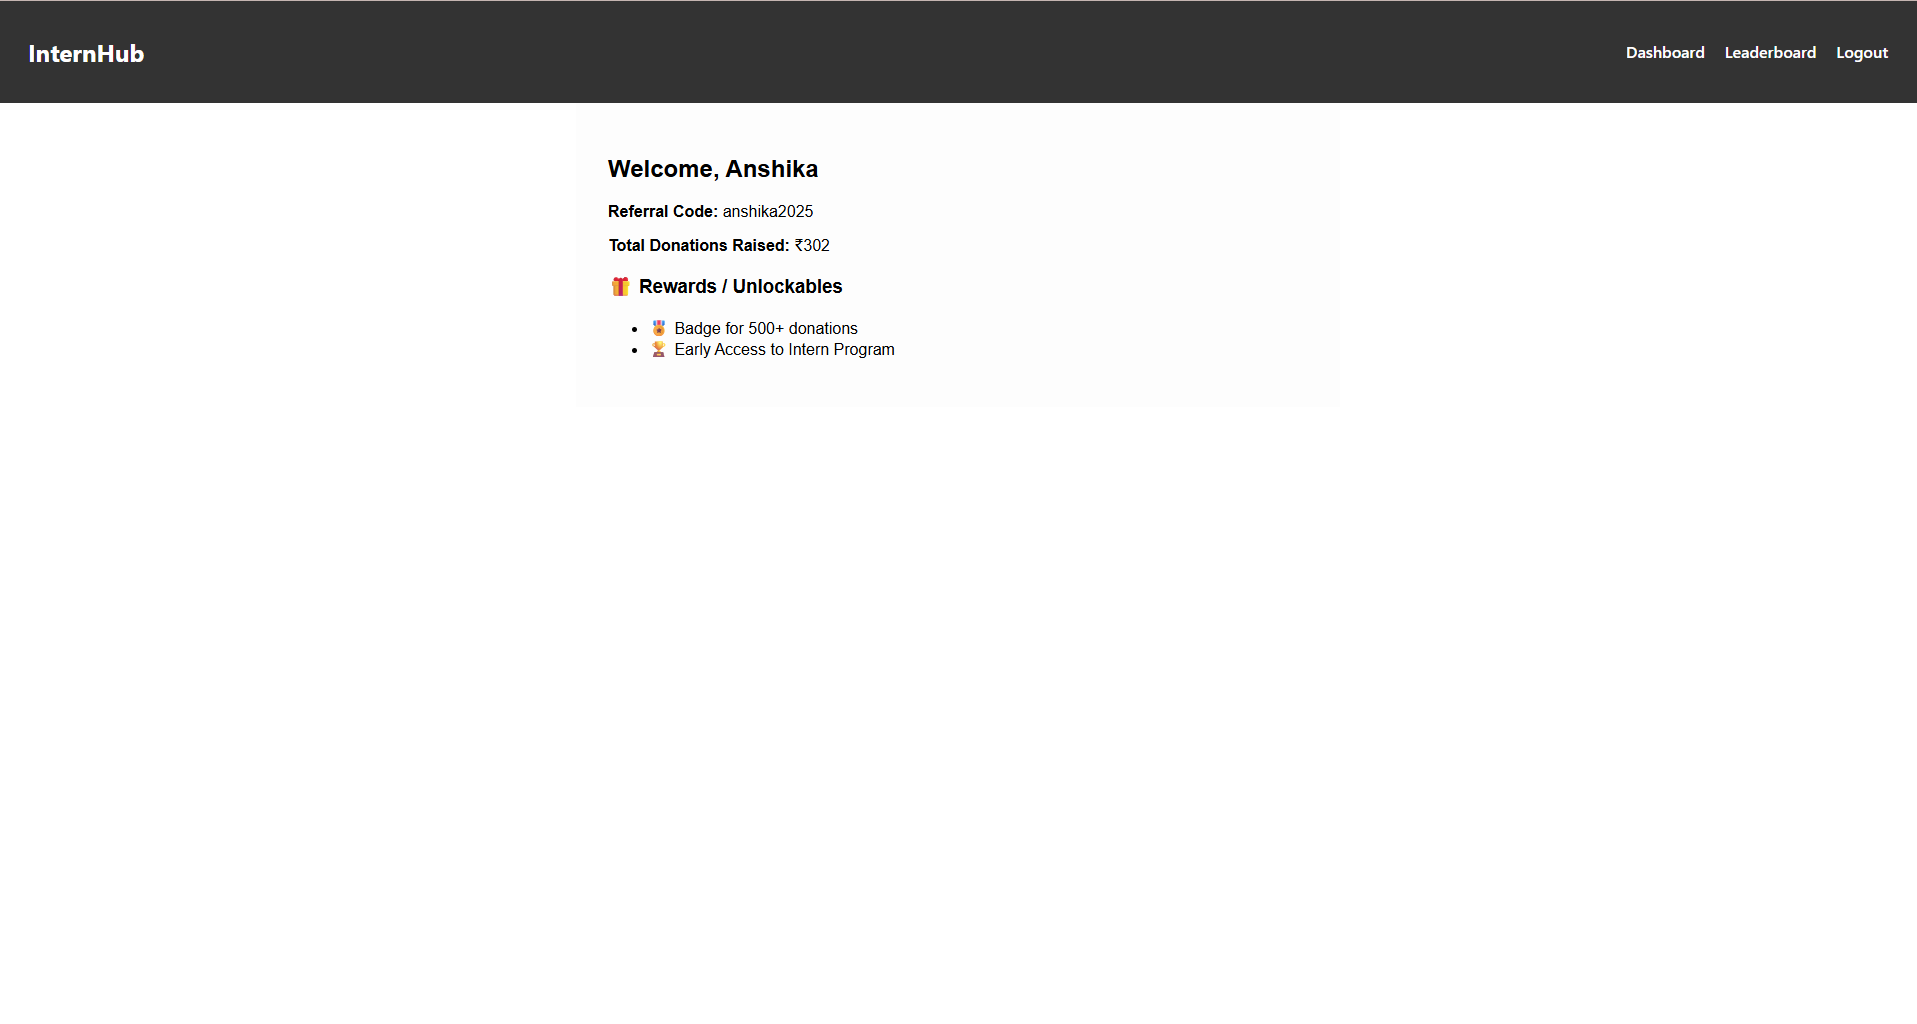 InternHub
Dashboard Leaderboard Logout
Welcome, Anshika
Referral Code: anshika2025
Total Donations Raised: ₹302
🎁 Rewards / Unlockables
• 🏅 Badge for 500+ donations
• 🏆 Early Access to Intern Program